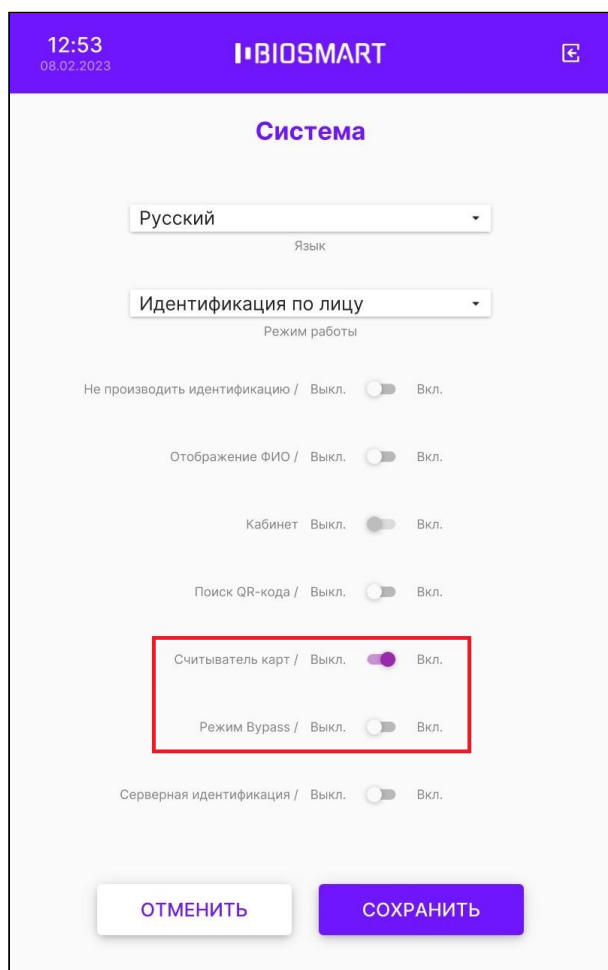 12:53
BIOSMART
08.02.2023
Система
Русский
Язык
Идентификация по лицу
Режим работы
Не производить идентификацию / Выкл. Вкл.
Отображение ФИО / Выкл. Вкл.
Кабинет Выкл. Вкл.
Поиск QR-кода / Выкл. Вкл.
Считыватель карт / Выкл. Вкл.
Режим Bypass / Выкл. Вкл.
Серверная идентификация / Выкл. Вкл.
ОТМЕНИТЬ СОХРАНИТЬ